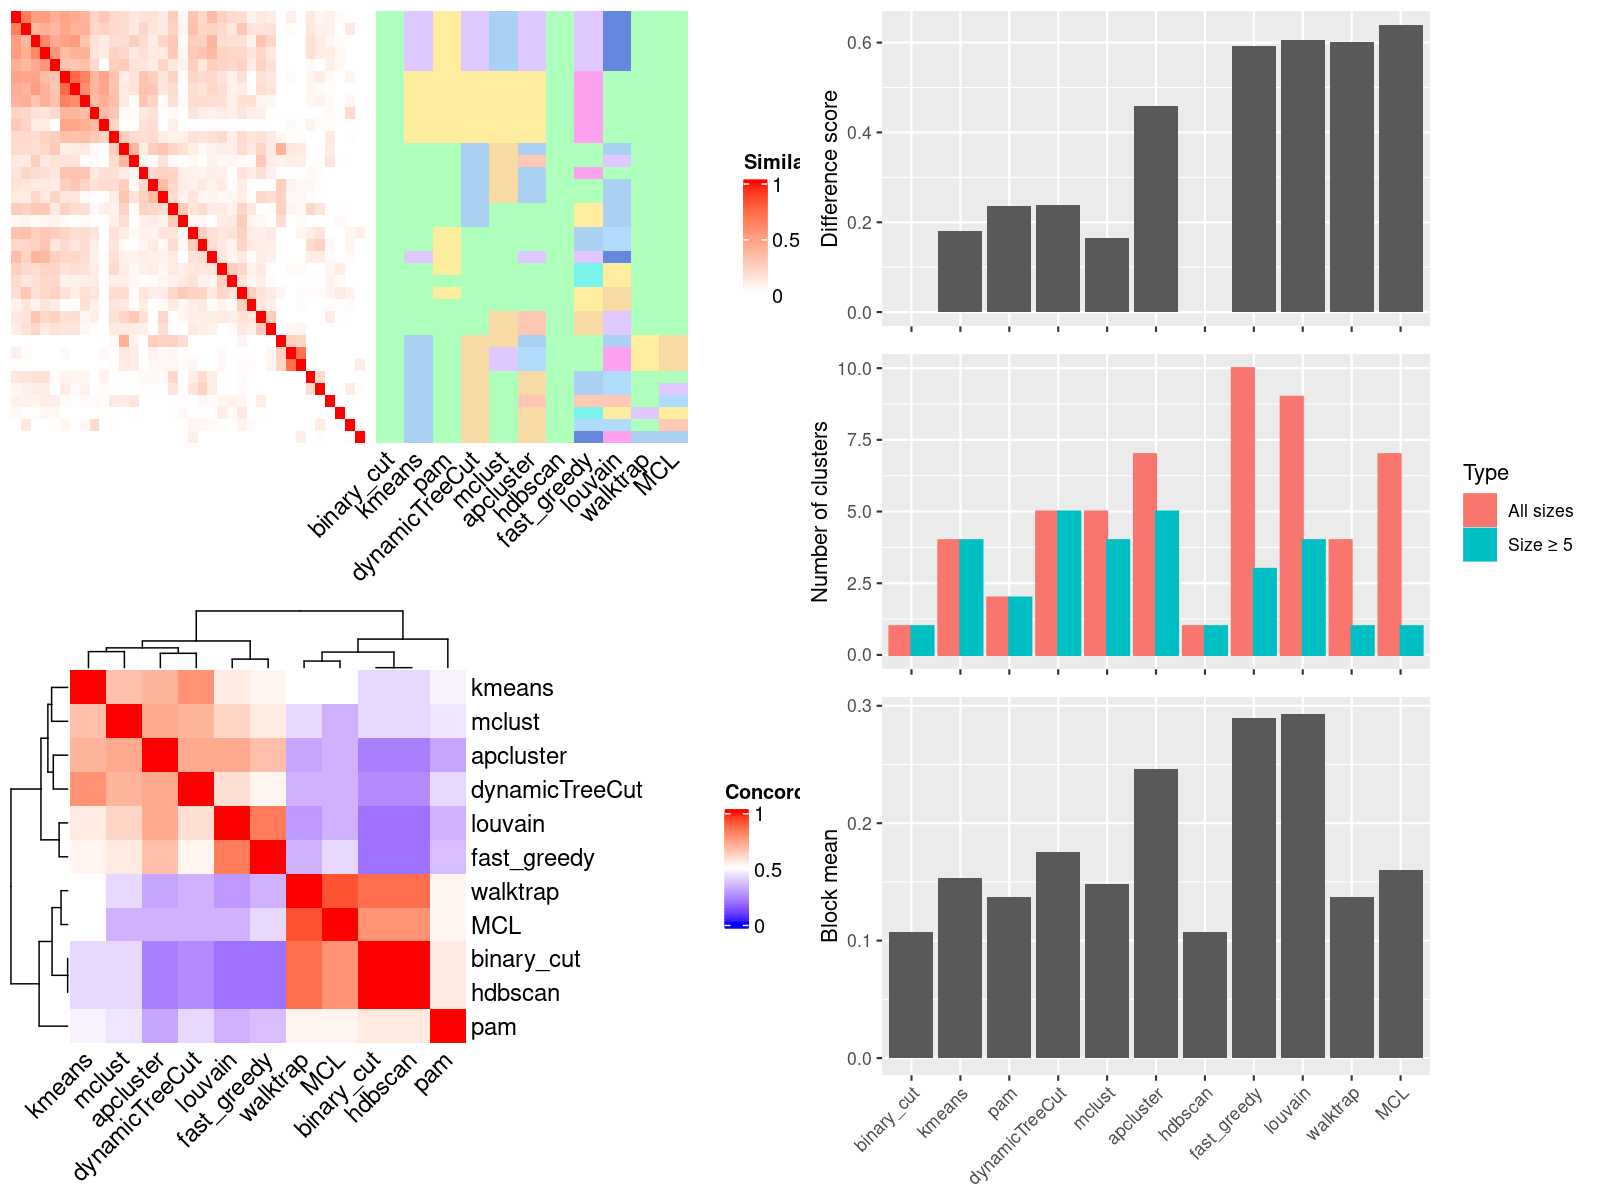 Simila
1
0.5
0
binary_cut
kmeans
pam
dynamicTreeCut
mclust
apcluster
hdbscan
fast_greedy
louvain
walktrap
MCL
kmeans
mclust
apcluster
dynamicTreeCut
louvain
fast_greedy
walktrap
MCL
binary_cut
hdbscan
pam
kmeans
mclust
apcluster
dynamicTreeCut
louvain
fast_greedy
walktrap
MCL
binary_cut
hdbscan
pam
Concord
1
0.5
0
Difference score
0.6
0.4
0.2
0.0
Number of clusters
10.0
7.5
5.0
2.5
0.0
Type
All sizes
Size ≥ 5
Block mean
0.3
0.2
0.1
0.0
binary_cut
kmeans
pam
dynamicTreeCut
mclust
apcluster
hdbscan
fast_greedy
louvain
walktrap
MCL